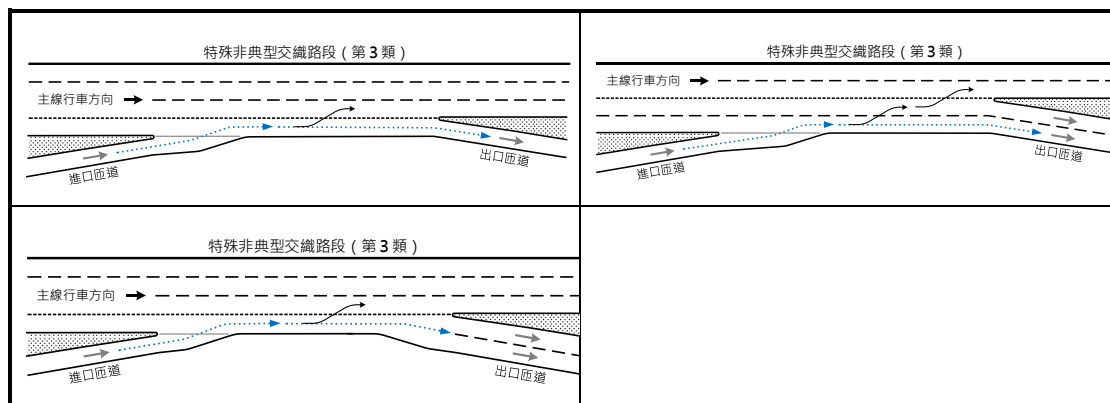 特殊非典型交織路段（第3類）
主線行車方向
進口匝道
出口匝道
特殊非典型交織路段（第3類）
主線行車方向
進口匝道
出口匝道
特殊非典型交織路段（第3類）
主線行車方向
進口匝道
出口匝道